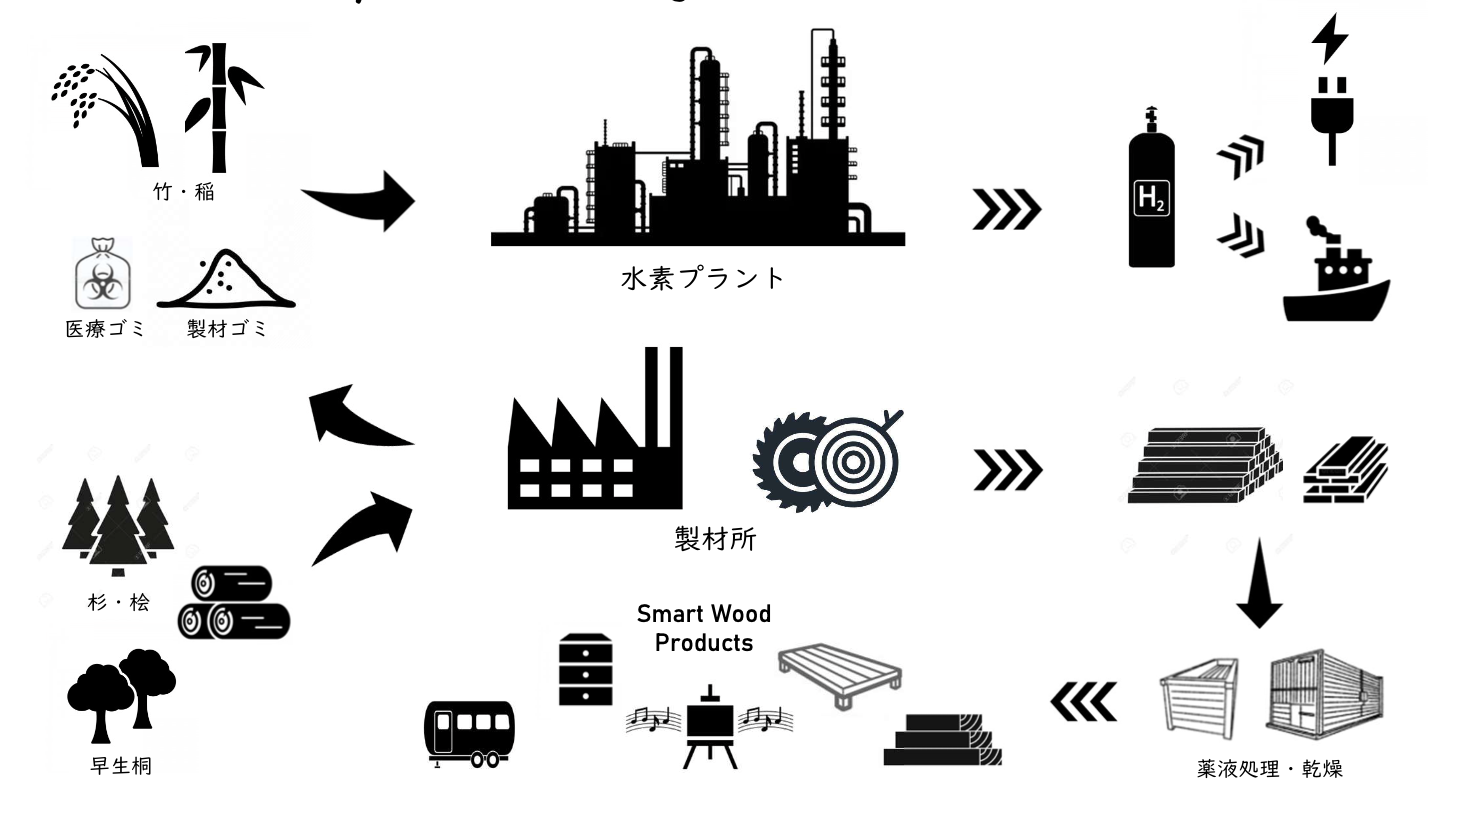 竹・稲
医療ゴミ
製材ゴミ
水素プラント
H2
製材所
杉・桧
早生桐
Smart Wood
Products
薬液処理・乾燥